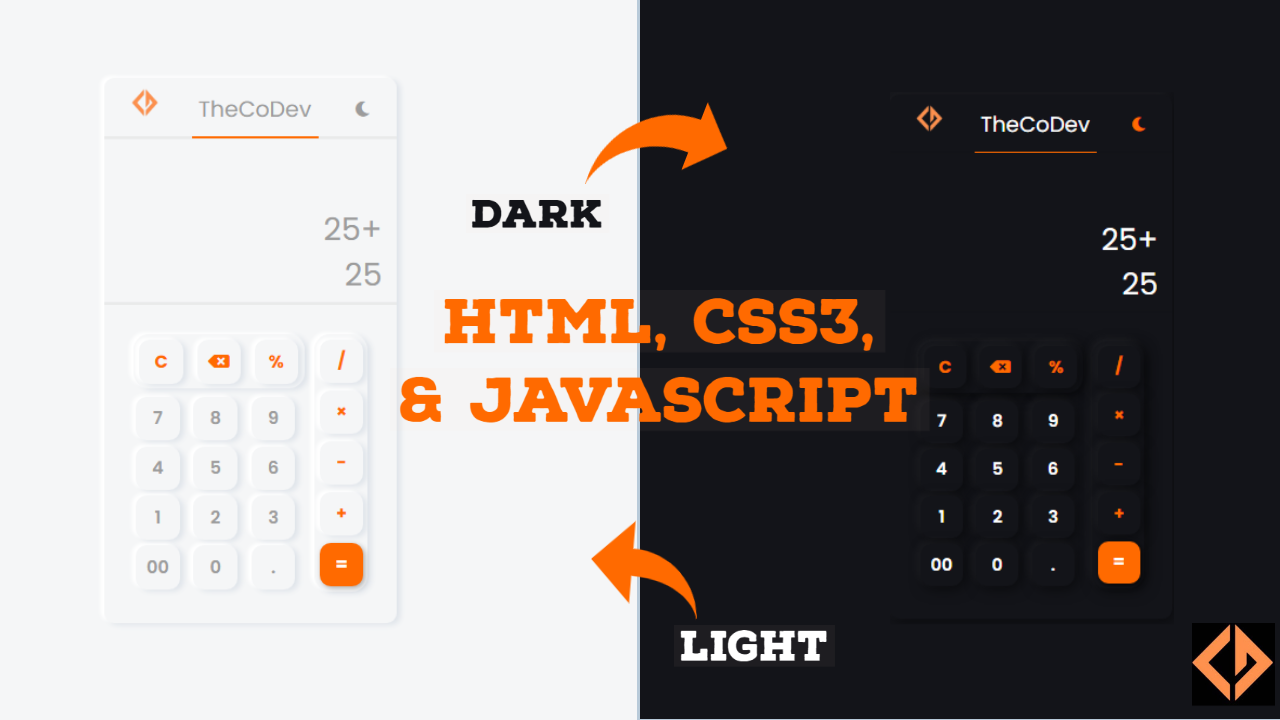 TheCoDev
25+
25
C % /
7 8 9 ×
4 5 6 -
1 2 3 +
00 0 . =
DARK
HTML, CSS3,
& JAVASCRIPT
LIGHT
TheCoDev
25+
25
C % /
7 8 9 ×
4 5 6 -
1 2 3 +
00 0 . =